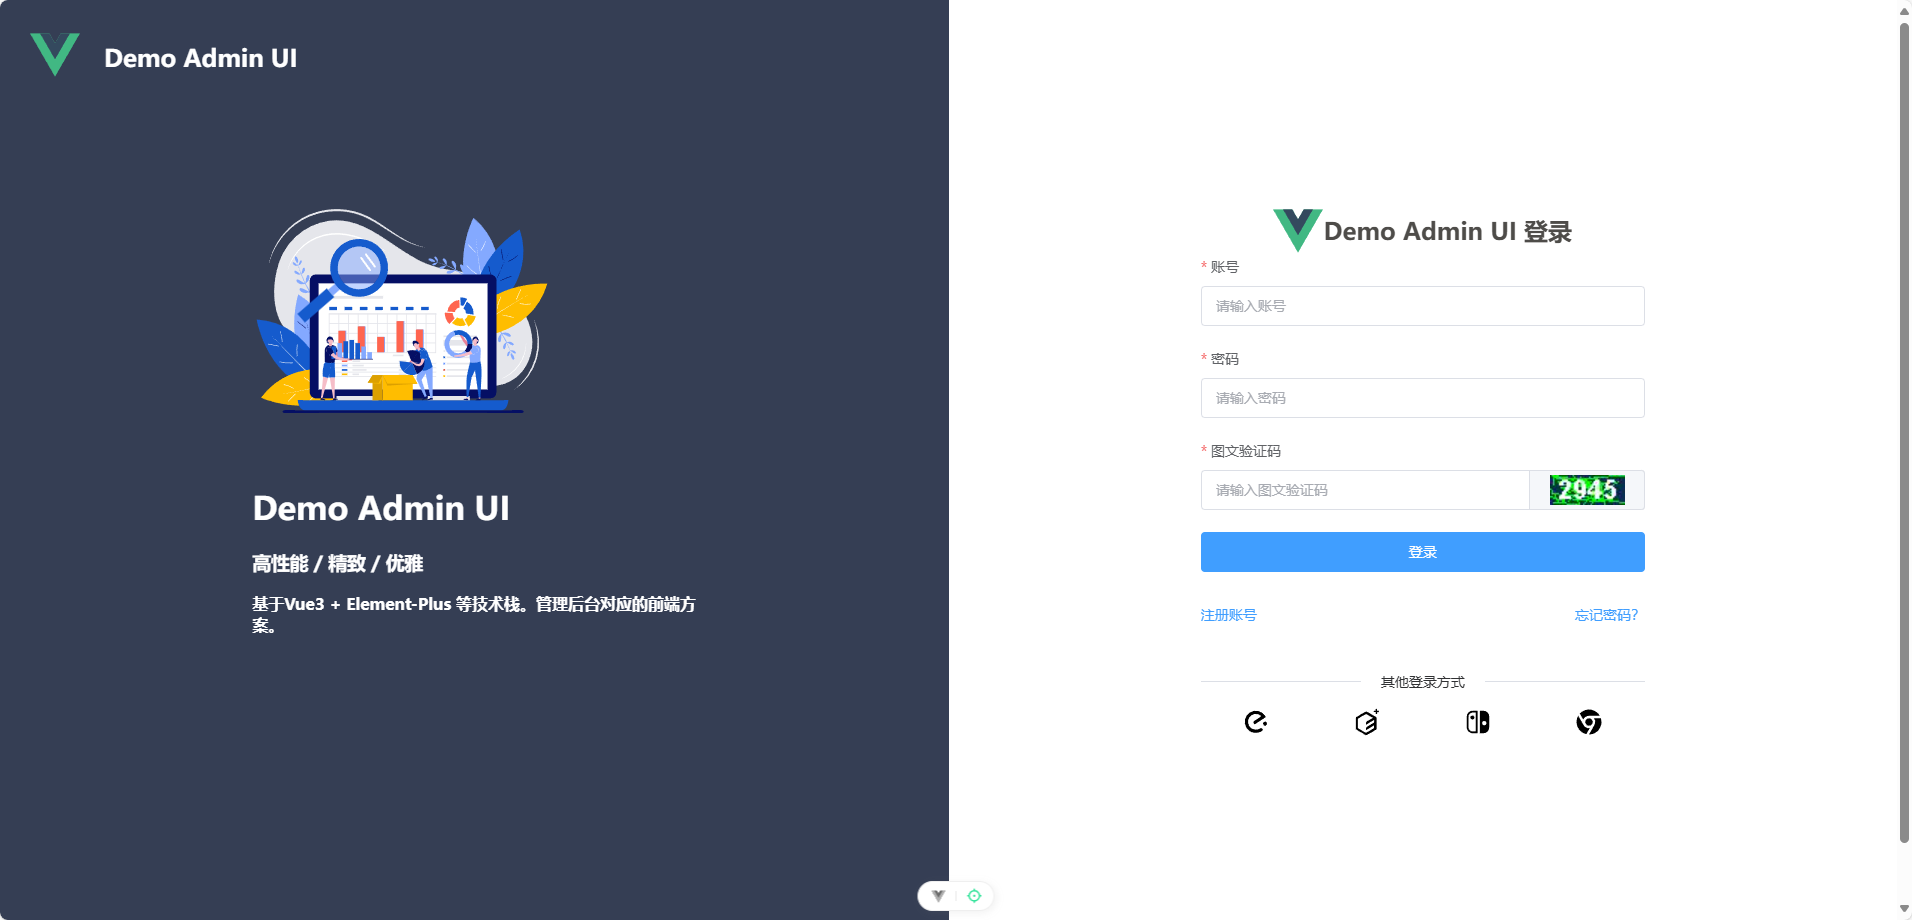 Demo Admin UI
Demo Admin UI
高性能 / 精致 / 优雅
基于Vue3 + Element-Plus 等技术栈。管理后台对应的前端方
案。
Demo Admin UI 登录
* 账号
请输入账号
* 密码
请输入密码
* 图文验证码
请输入图文验证码
2945
登录
注册账号
忘记密码?
其他登录方式